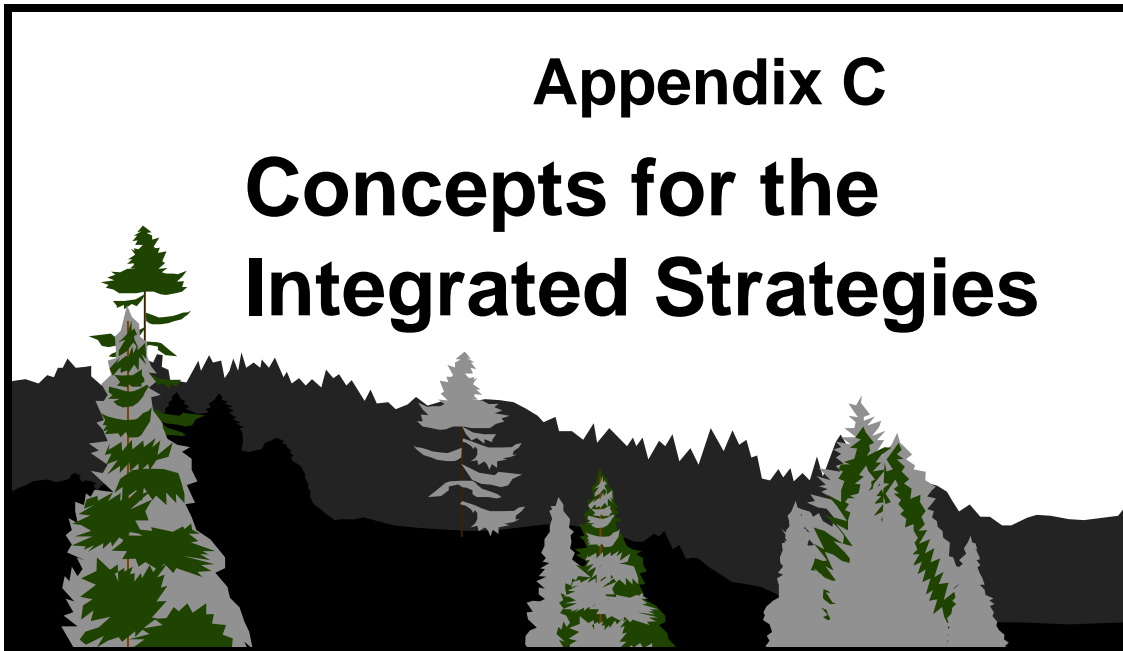 Appendix C
Concepts for the
Integrated Strategies